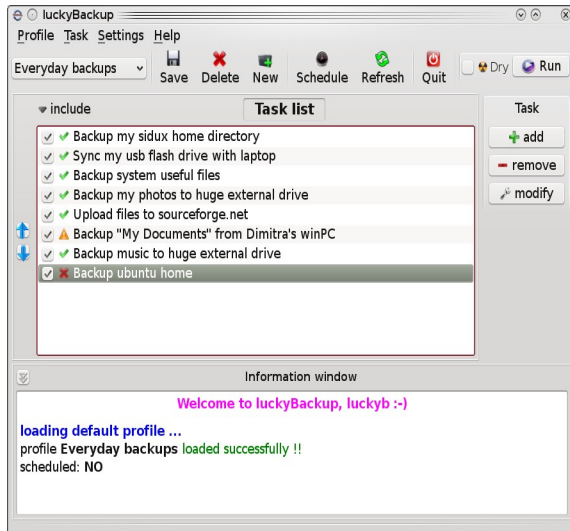 luckyBackup
Profile Task Settings Help
Everyday backups Save Delete New Schedule Refresh Quit Dry Run
include Task list Task
Backup my sidux home directory
Sync my usb flash drive with laptop
Backup system useful files
Backup my photos to huge external drive
Upload files to sourceforge.net
Backup "My Documents" from Dimitra's winPC
Backup music to huge external drive
Backup ubuntu home
add
remove
modify
Information window
Welcome to luckyBackup, luckyb :-)
loading default profile ...
profile Everyday backups loaded successfully !!
scheduled: NO